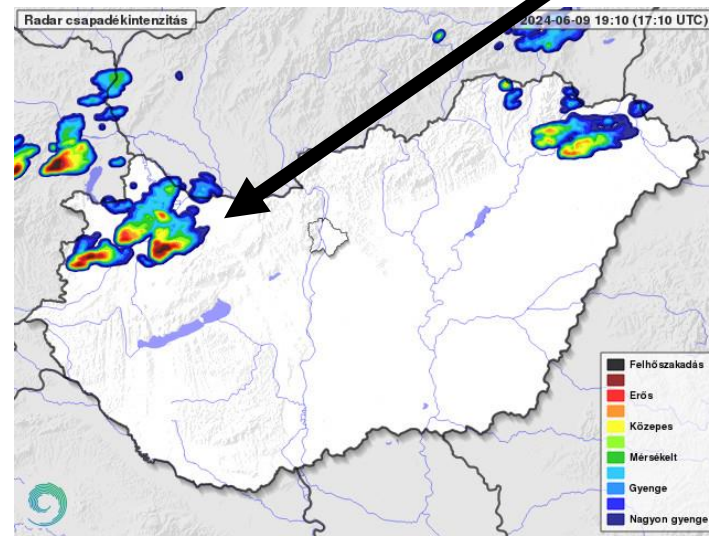 Radar csapadékintenzitás
2024-06-09 19:10 (17:10 UTC)
Felhőszakadás
Erős
Közepes
Mérsékelt
Gyenge
Nagyon gyenge